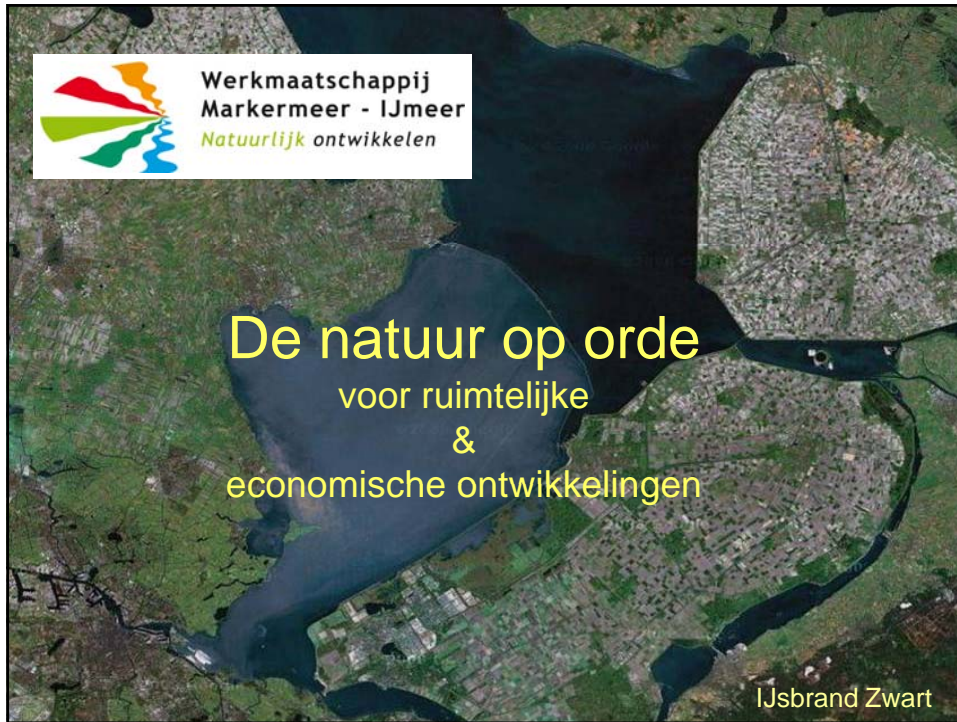 Werkmaatschappij
Markermeer - IJmeer
Natuurlijk ontwikkelen
De natuur op orde
voor ruimtelijke
&
economische ontwikkelingen
IJsbrand Zwart